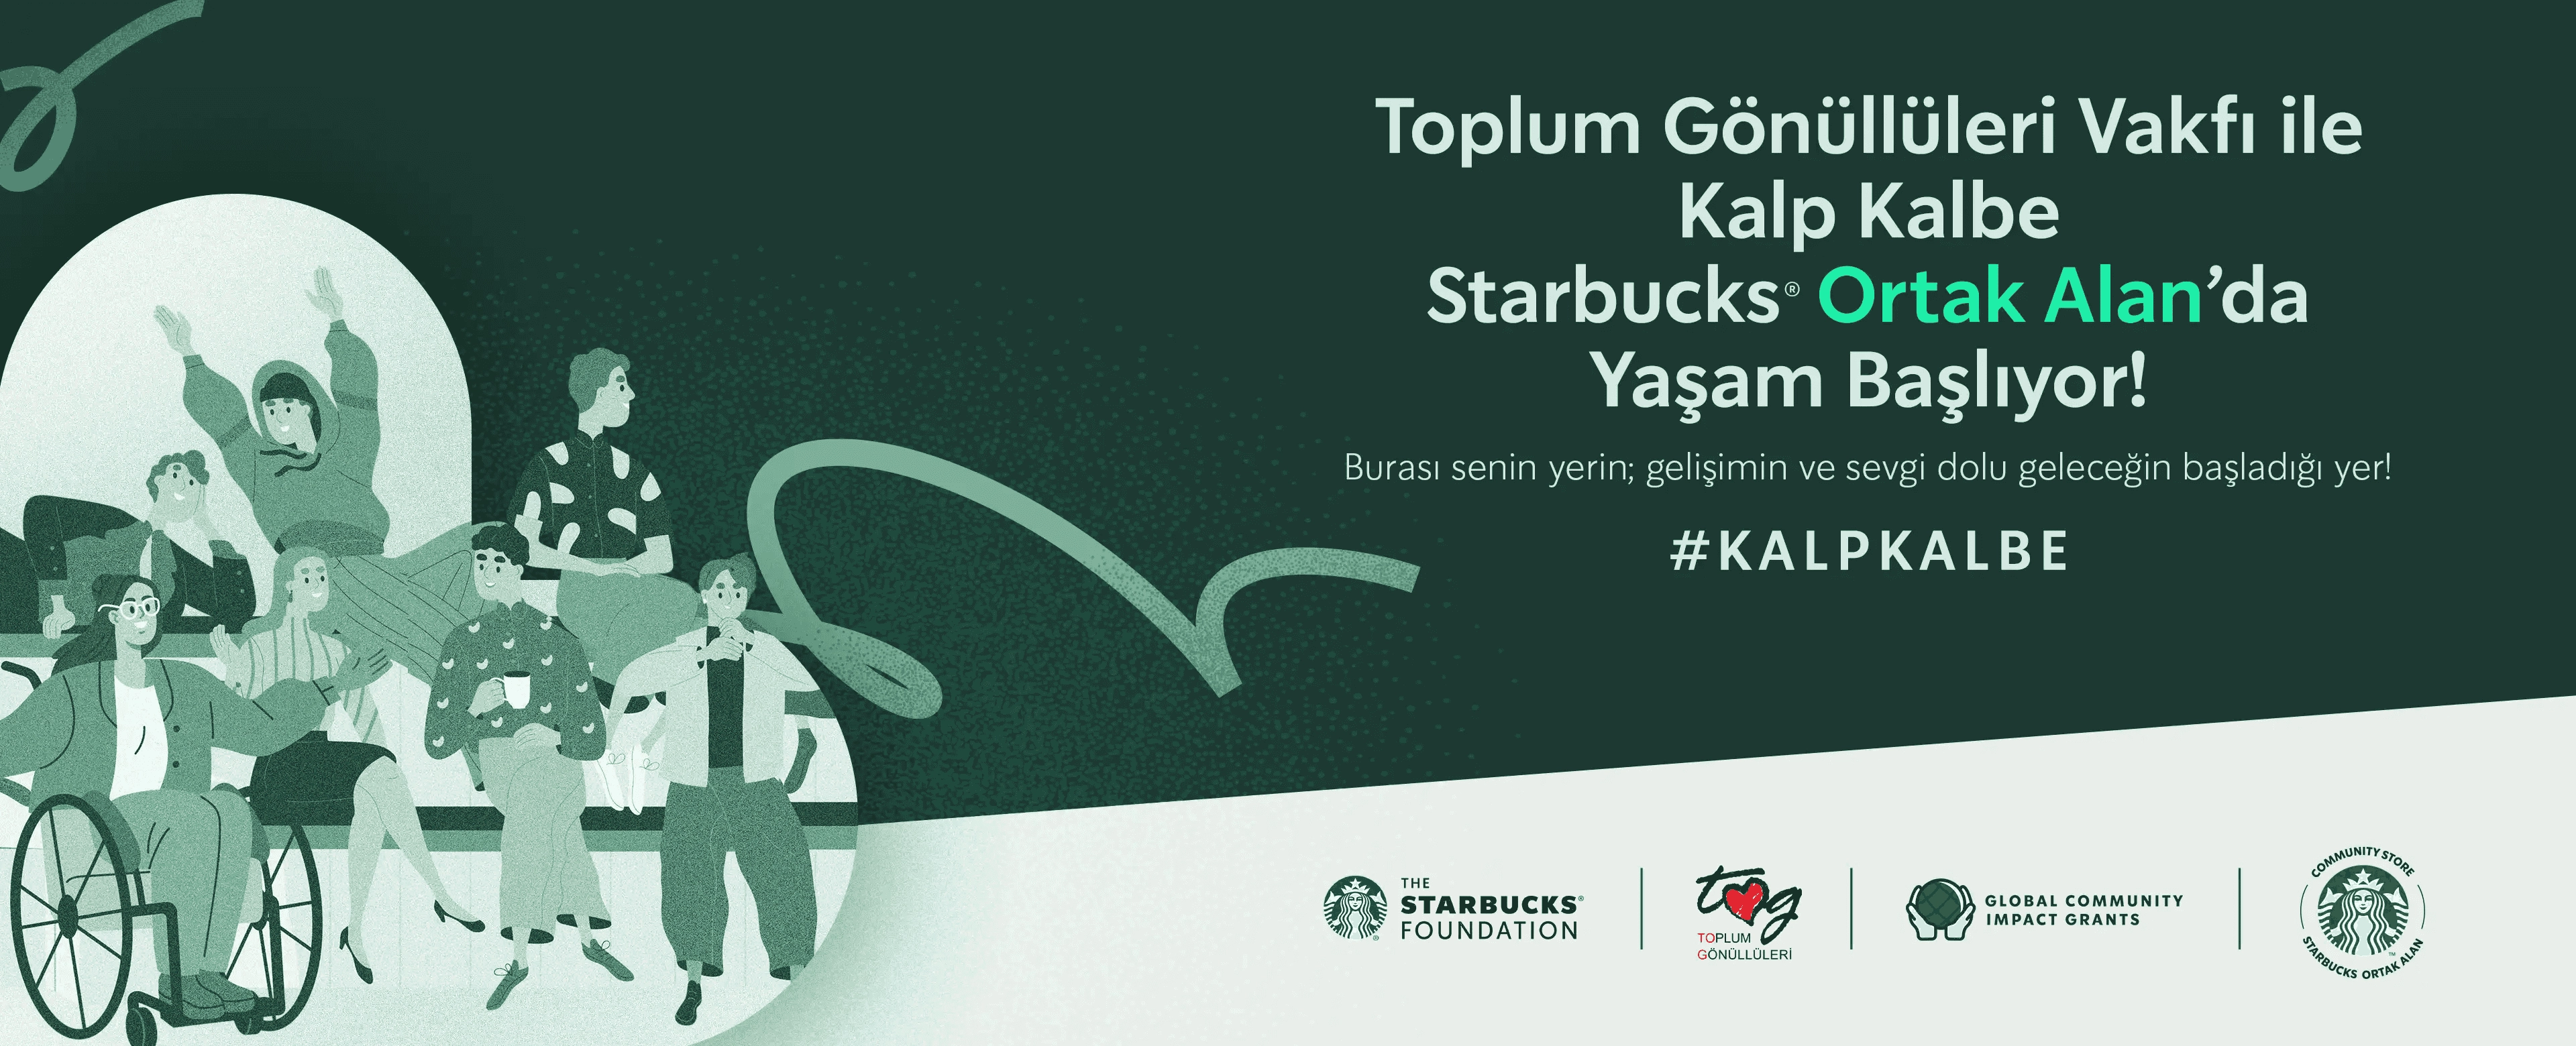 Toplum Gönüllüleri Vakfı ile
Kalp Kalbe
Starbucks® Ortak Alan’da
Yaşam Başlıyor!
Burası senin yerin; gelişimin ve sevgi dolu geleceğin başladığı yer!
#KALPKALBE
THE
STARBUCKS®
FOUNDATION
tog
TOPLUM
GÖNÜLLÜLERİ
GLOBAL COMMUNITY
IMPACT GRANTS
COMMUNITY STORE
STARBUCKS ORTAK ALAN